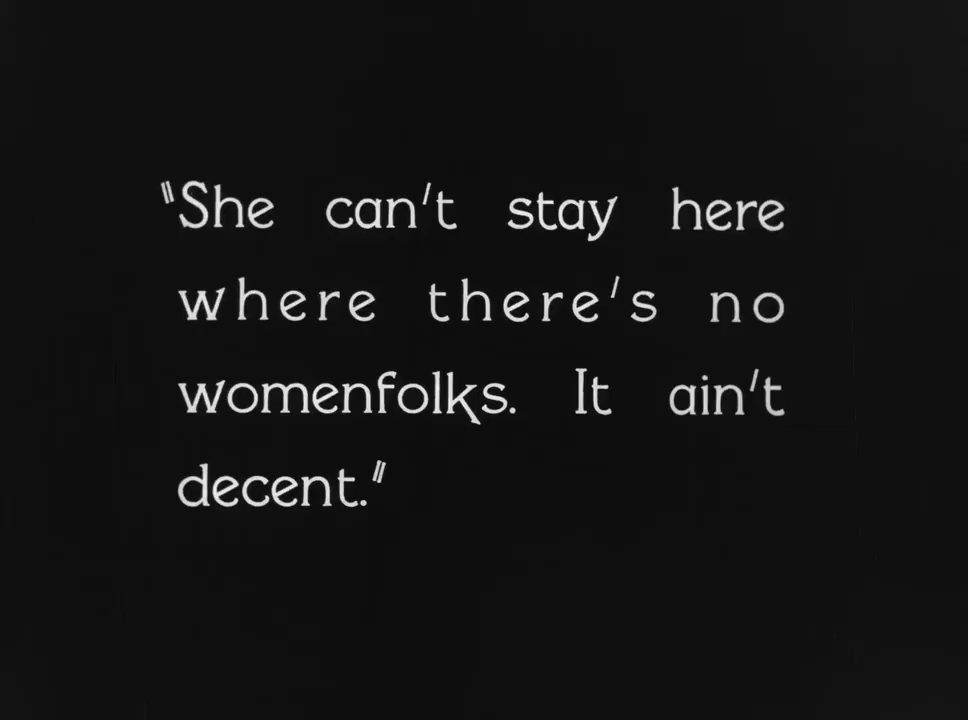 "She can't stay here
where there's no
womenfolks. It ain't
decent."